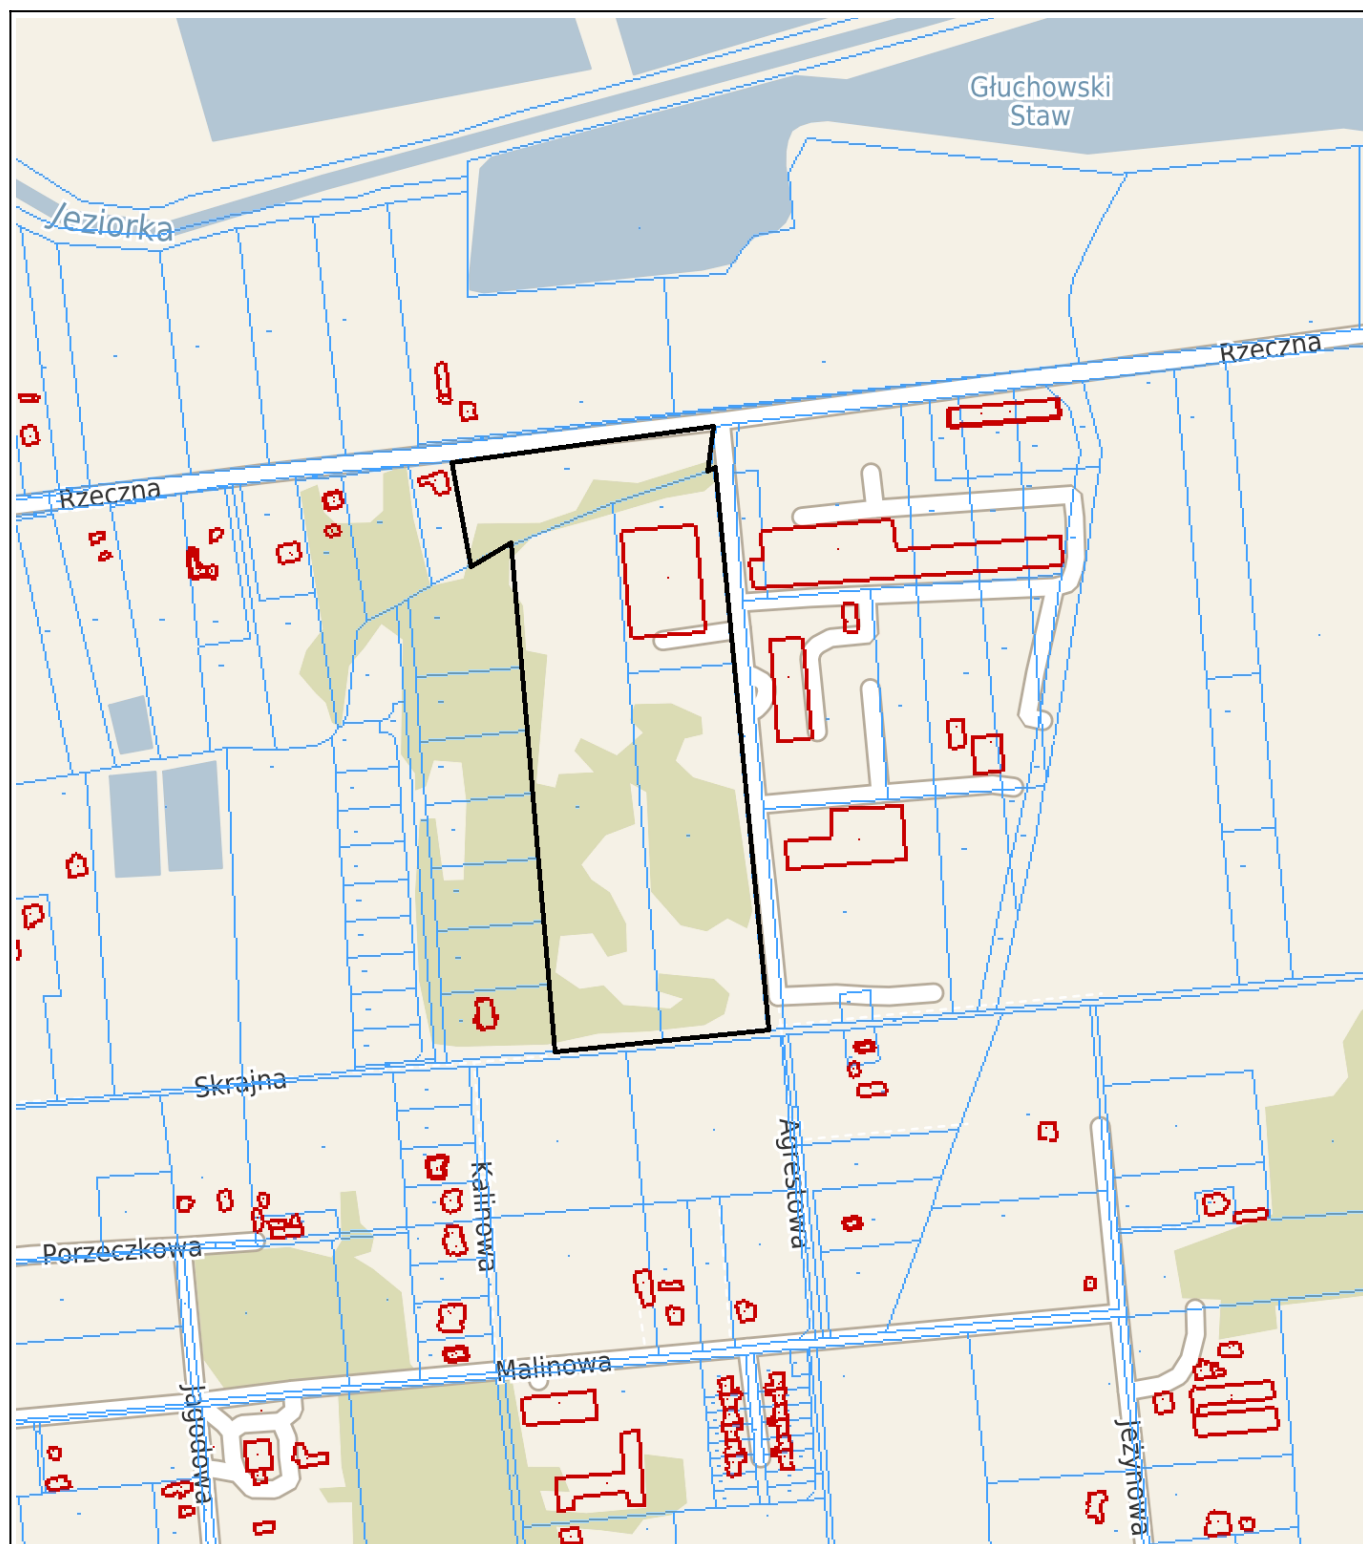 Głuchowski
Staw
Jeziorka
Rzeczna
Rzeczna
Skrajna
Agrestowa
Kalinowa
Porzeczkowa
Malinowa
Jagodowa
Jeżynowa